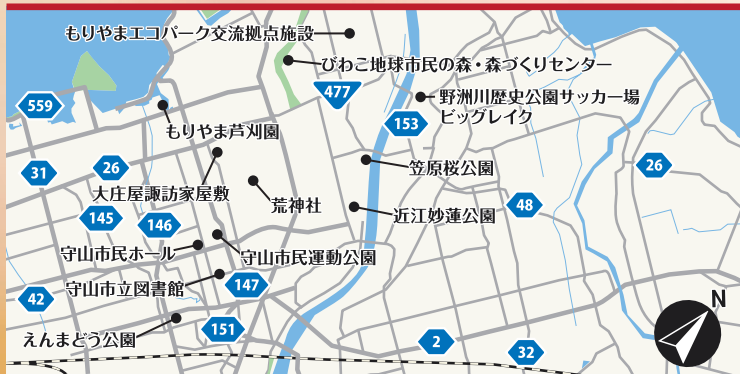 もりやまエコパーク交流拠点施設
びわこ地球市民の森・森づくりセンター
477
野洲川歴史公園サッカー場
ビッグレイク
559
153
もりやま芦刈園
31
26
笠原桜公園
26
大庄屋諏訪家屋敷
荒神社
近江妙蓮公園
48
145
146
守山市民ホール
守山市民運動公園
守山市立図書館
147
42
N
えんまどう公園
151
2
32